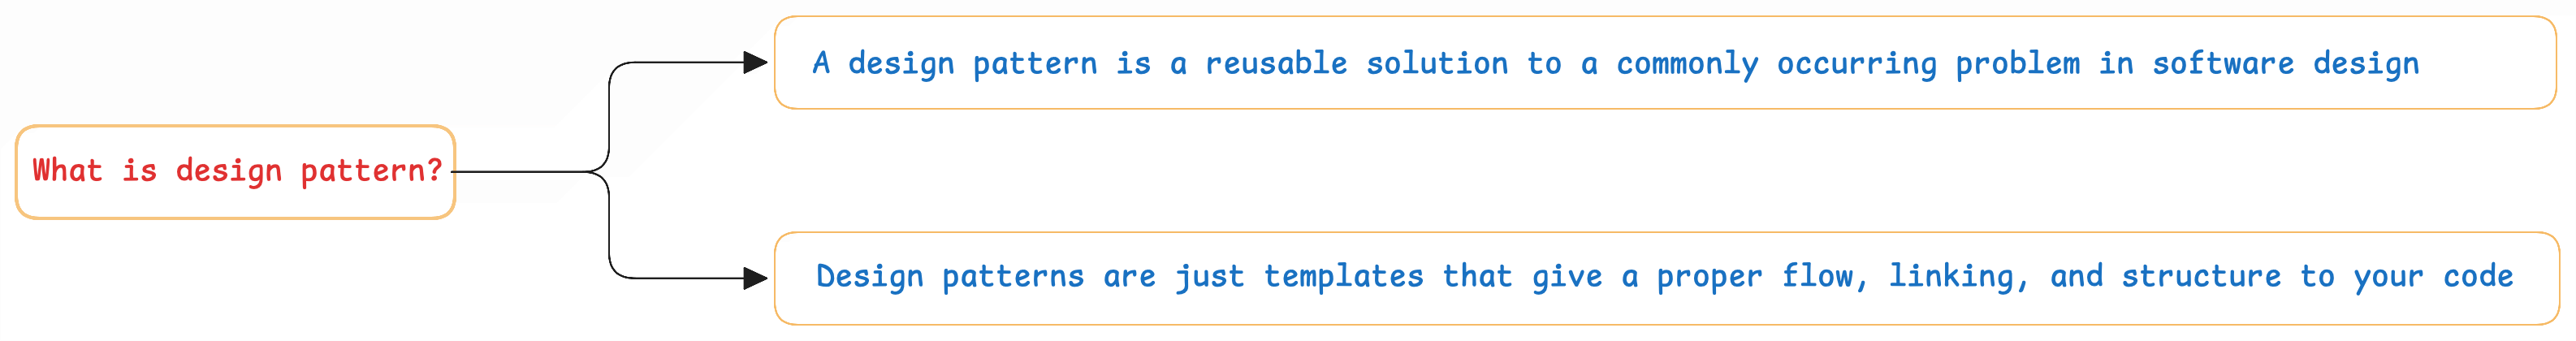 What is design pattern?
A design pattern is a reusable solution to a commonly occurring problem in software design
Design patterns are just templates that give a proper flow, linking, and structure to your code